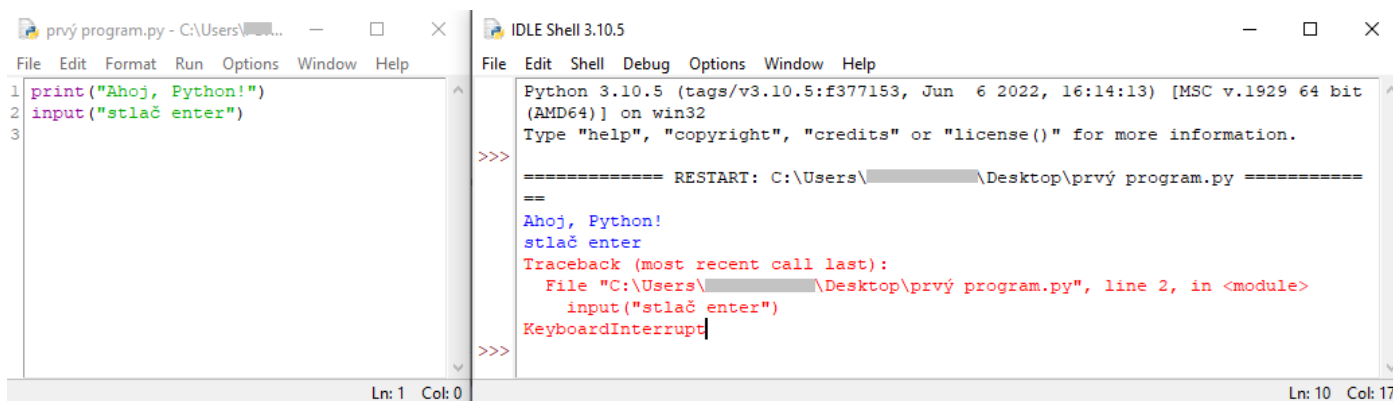 prvý program.py - C:\Users\
File Edit Format Run Options Window Help
1 print("Ahoj, Python!")
2 input("stlač enter")
3
Ln: 1 Col: 0
IDLE Shell 3.10.5
File Edit Shell Debug Options Window Help
Python 3.10.5 (tags/v3.10.5:f377153, Jun  6 2022, 16:14:13) [MSC v.1929 64 bit
(AMD64)] on win32
Type "help", "copyright", "credits" or "license()" for more information.
>>>
============= RESTART: C:\Users\ \Desktop\prvý program.py ===========
==
Ahoj, Python!
stlač enter
Traceback (most recent call last):
  File "C:\Users\ \Desktop\prvý program.py", line 2, in <module>
    input("stlač enter")
KeyboardInterrupt
>>>
Ln: 10 Col: 17